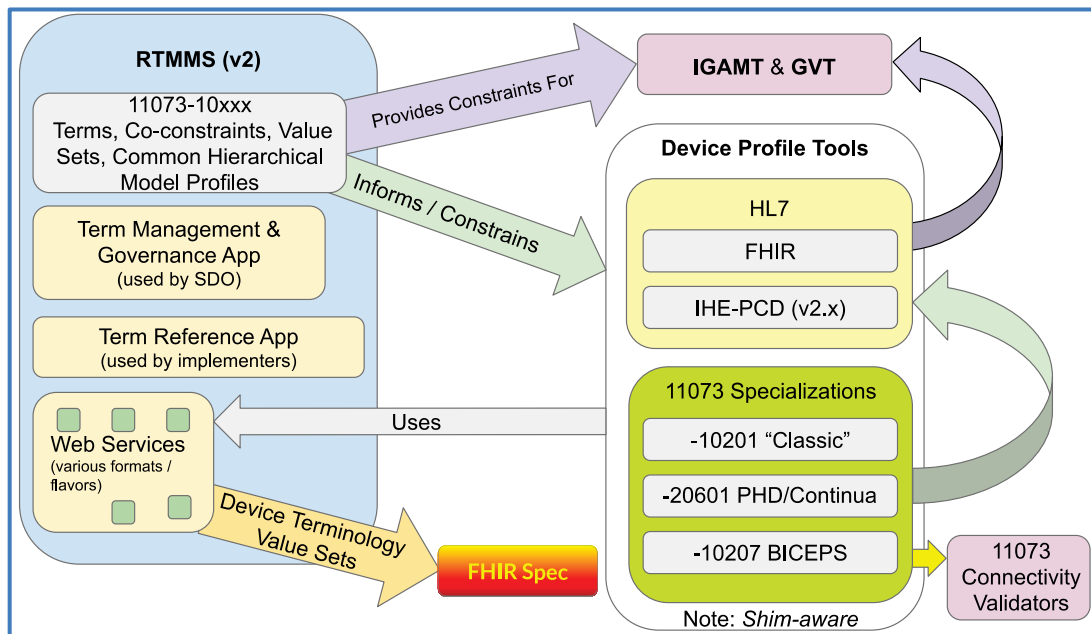 RTMMS (v2)
11073-10xxx
Terms, Co-constraints, Value
Sets, Common Hierarchical
Model Profiles
Term Management &
Governance App
(used by SDO)
Term Reference App
(used by implementers)
Web Services
(various formats /
flavors)
Provides Constraints For
Informs / Constrains
Uses
Device Terminology
Value Sets
FHIR Spec
IGAMT & GVT
Device Profile Tools
HL7
FHIR
IHE-PCD (v2.x)
11073 Specializations
-10201 “Classic”
-20601 PHD/Continua
-10207 BICEPS
Note: Shim-aware
11073
Connectivity
Validators